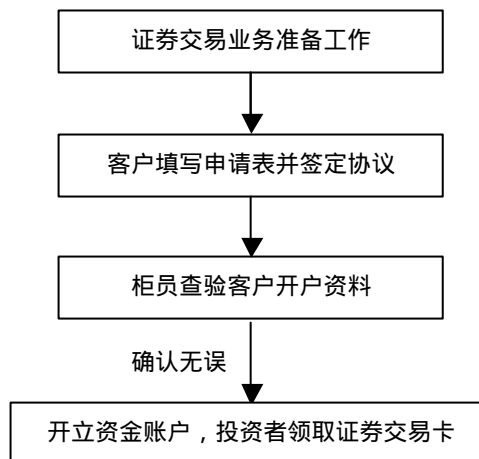 证券交易业务准备工作
客户填写申请表并签定协议
柜员查验客户开户资料
确认无误
开立资金账户，投资者领取证券交易卡